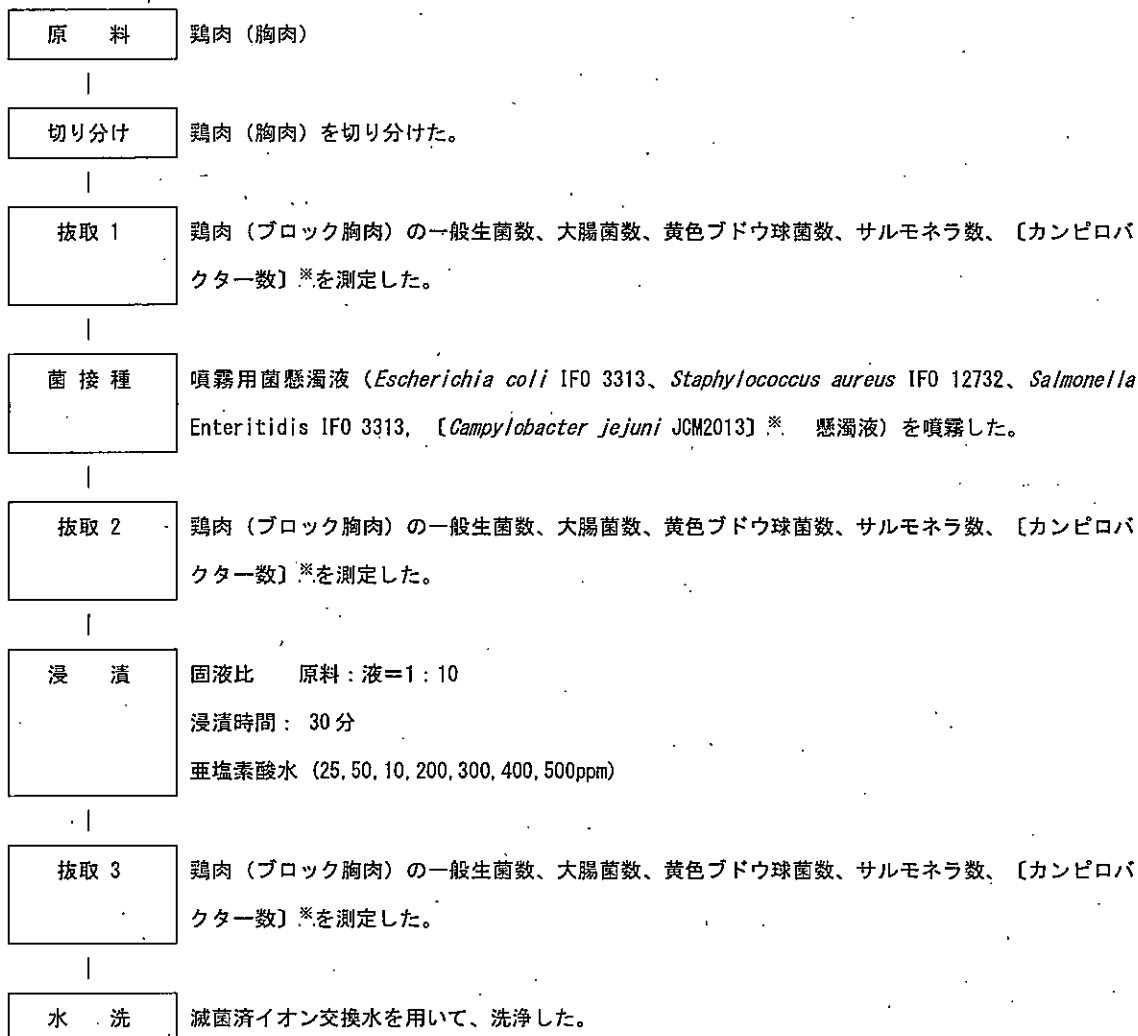 原　料　鶏肉（胸肉）
切り分け　鶏肉（胸肉）を切り分けた。
抜取 1　鶏肉（ブロック胸肉）の一般生菌数、大腸菌数、黄色ブドウ球菌数、サルモネラ数、〔カンピロバ
クター数〕※を測定した。
菌 接 種　噴霧用菌懸濁液（Escherichia coli IFO 3313、Staphylococcus aureus IFO 12732、Salmonella
Enteritidis IFO 3313,〔Campylobacter jejuni JCM2013〕※　懸濁液）を噴霧した。
抜取 2　鶏肉（ブロック胸肉）の一般生菌数、大腸菌数、黄色ブドウ球菌数、サルモネラ数、〔カンピロバ
クター数〕※を測定した。
浸　漬　固液比　原料：液＝1：10
浸漬時間： 30分
亜塩素酸水（25,50,10,200,300,400,500ppm）
抜取 3　鶏肉（ブロック胸肉）の一般生菌数、大腸菌数、黄色ブドウ球菌数、サルモネラ数、〔カンピロバ
クター数〕※を測定した。
水　洗　滅菌済イオン交換水を用いて、洗浄した。